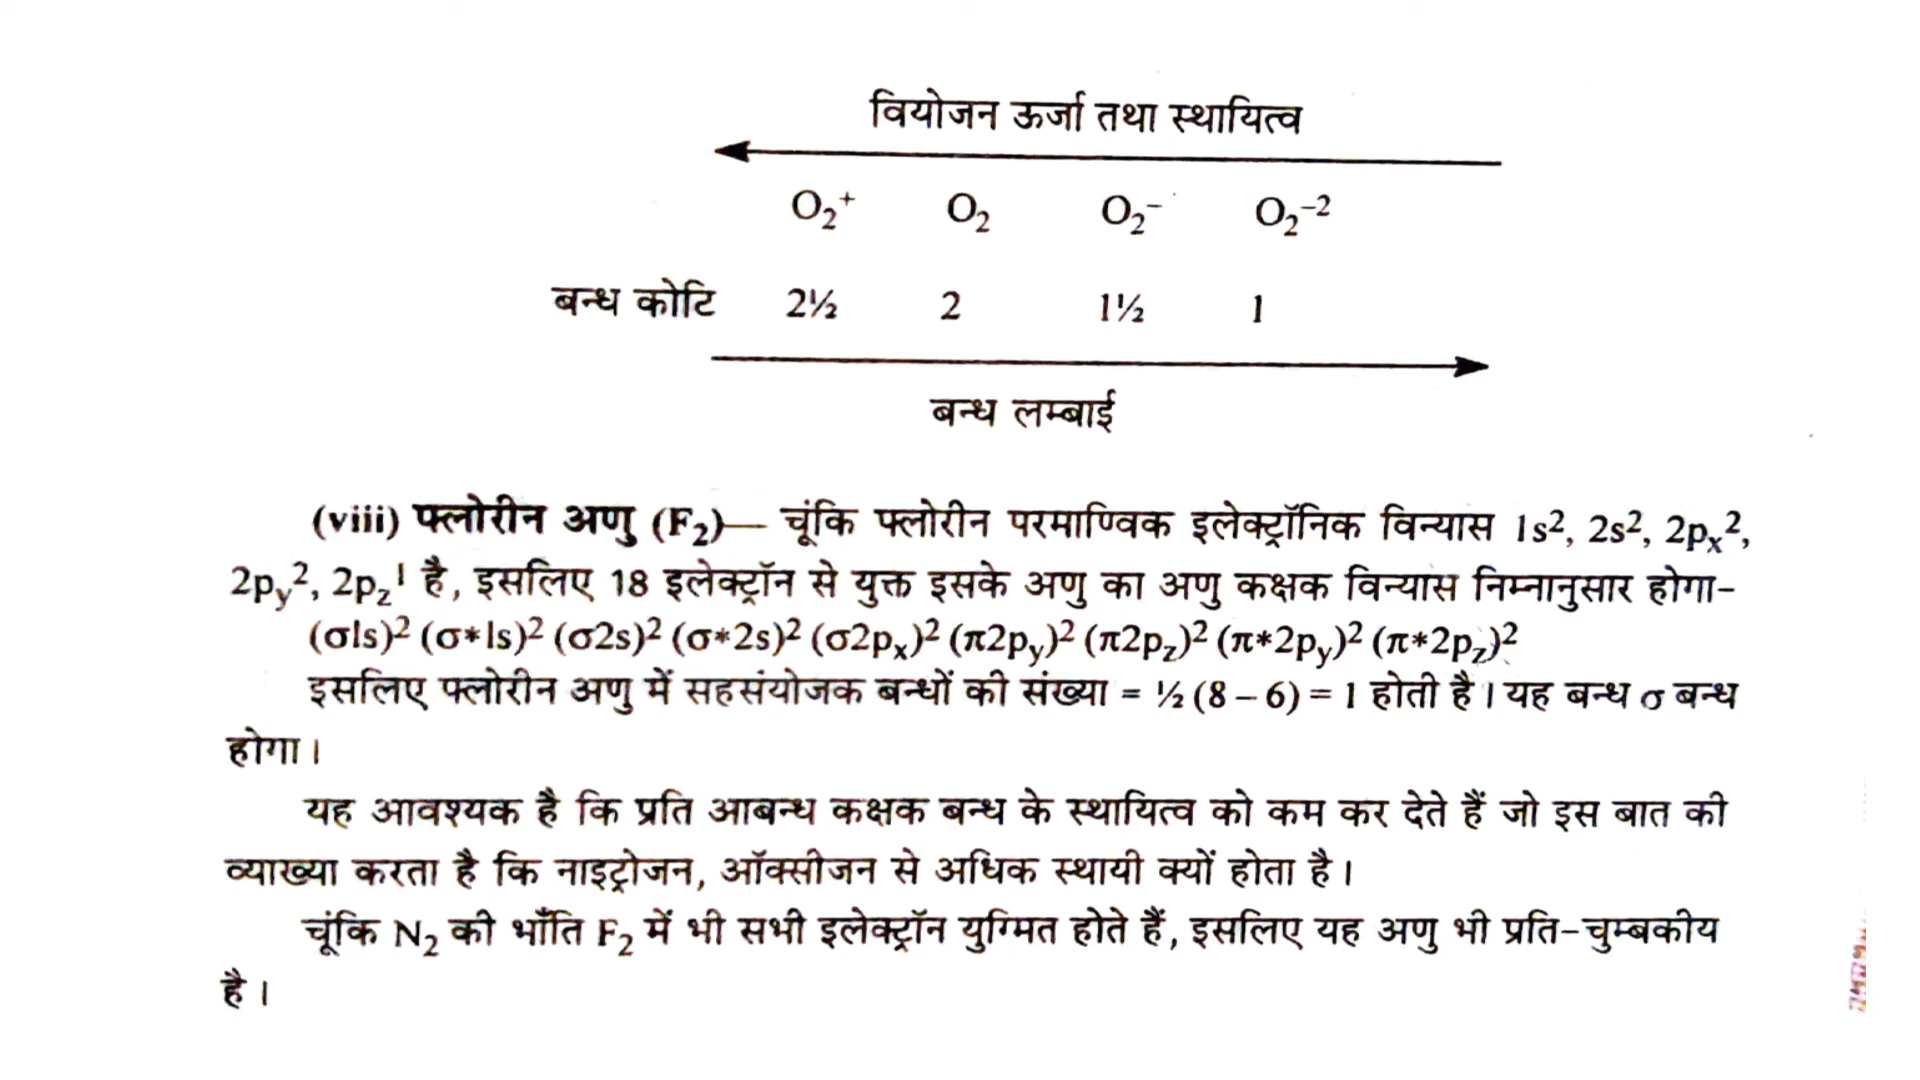 वियोजन ऊर्जा तथा स्थायित्व
O₂⁺ O₂ O₂⁻ O₂⁻²
बन्ध कोटि 2½ 2 1½ 1
बन्ध लम्बाई
(viii) फ्लोरीन अणु (F₂)— चूंकि फ्लोरीन परमाण्विक इलेक्ट्रॉनिक विन्यास 1s², 2s², 2pₓ²,
2p_y², 2p_z¹ है, इसलिए 18 इलेक्ट्रॉन से युक्त इसके अणु का अणु कक्षक विन्यास निम्नानुसार होगा-
(σ1s)² (σ*1s)² (σ2s)² (σ*2s)² (σ2pₓ)² (π2p_y)² (π2p_z)² (π*2p_y)² (π*2p_z)²
इसलिए फ्लोरीन अणु में सहसंयोजक बन्धों की संख्या = ½ (8 – 6) = 1 होती है। यह बन्ध σ बन्ध
होगा।
यह आवश्यक है कि प्रति आबन्ध कक्षक बन्ध के स्थायित्व को कम कर देते हैं जो इस बात की
व्याख्या करता है कि नाइट्रोजन, ऑक्सीजन से अधिक स्थायी क्यों होता है।
चूंकि N₂ की भाँति F₂ में भी सभी इलेक्ट्रॉन युग्मित होते हैं, इसलिए यह अणु भी प्रति-चुम्बकीय
है।